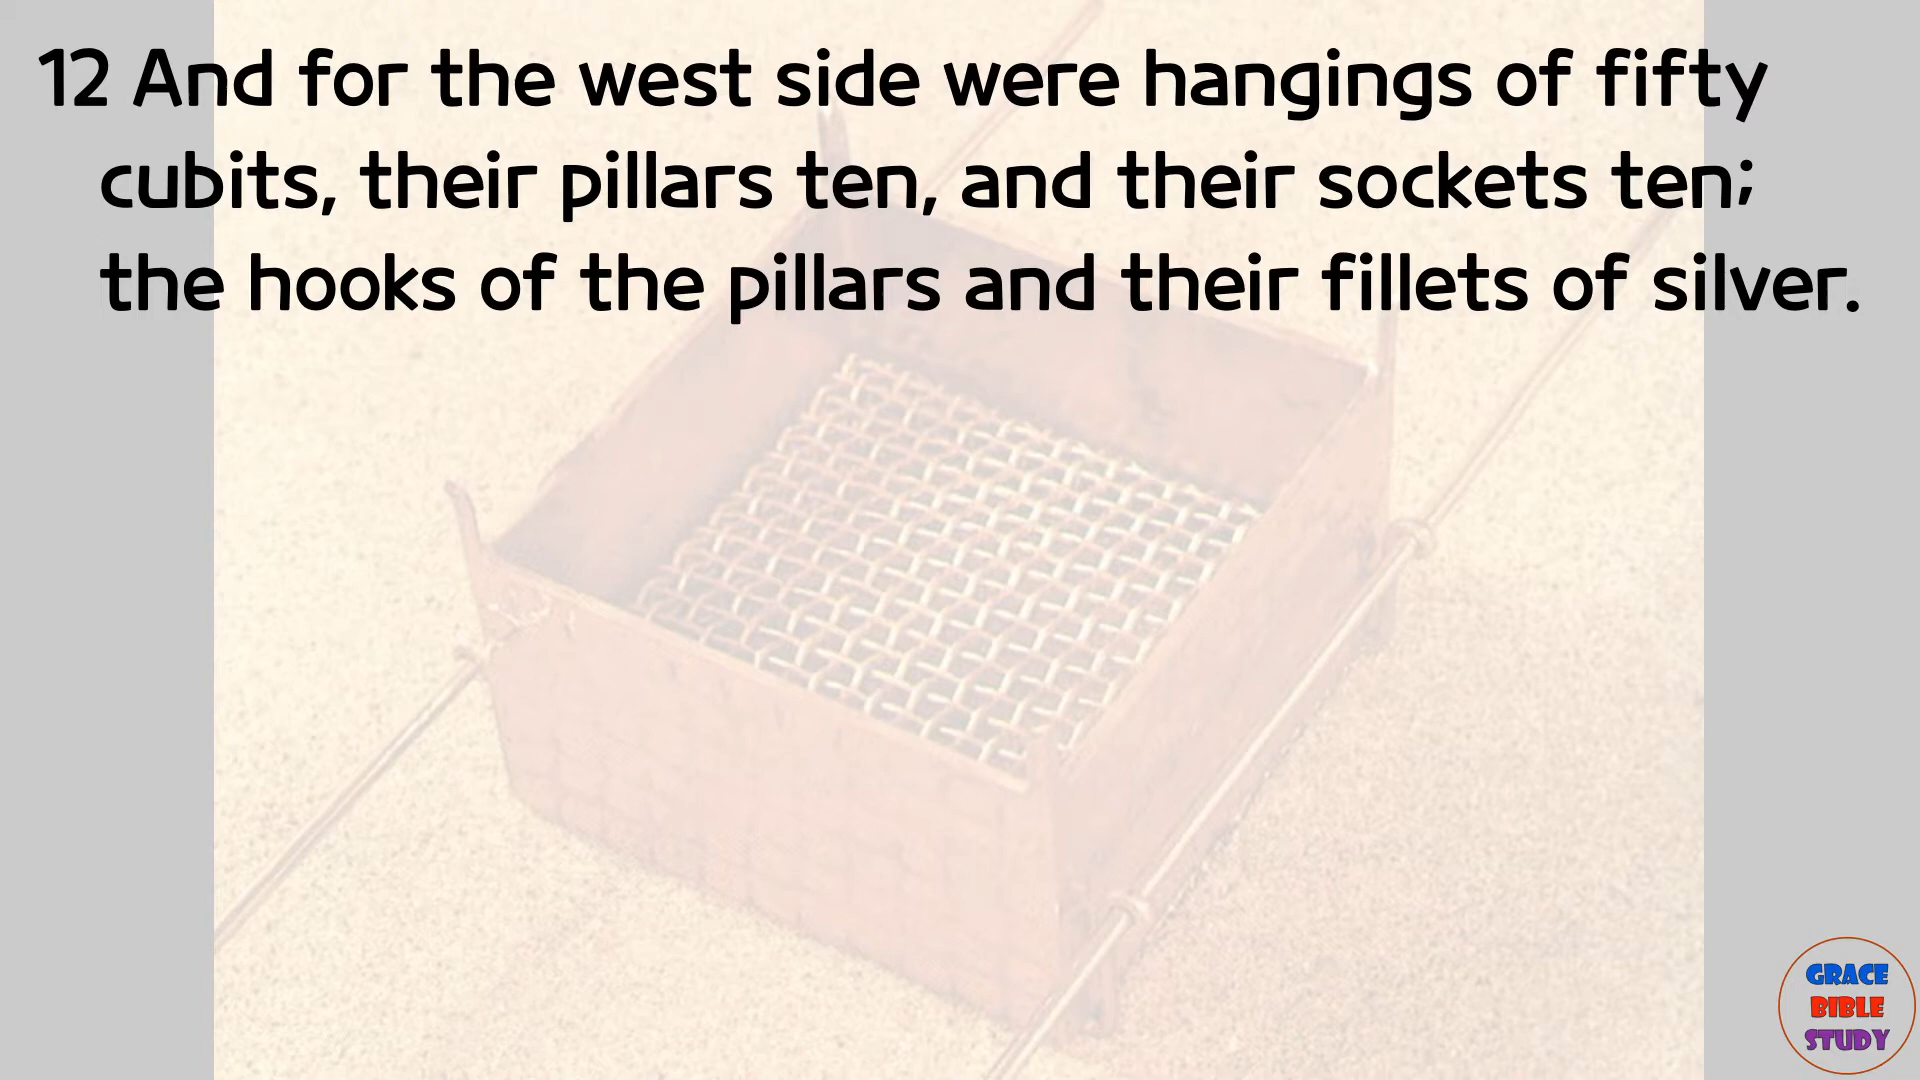 12 And for the west side were hangings of fifty
cubits, their pillars ten, and their sockets ten;
the hooks of the pillars and their fillets of silver.
GRACE
BIBLE
STUDY